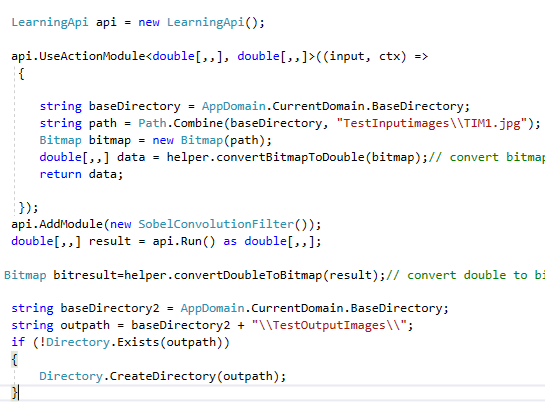 LearningApi api = new LearningApi();
api.UseActionModule<double[,,], double[,,]>((input, ctx) =>
{
string baseDirectory = AppDomain.CurrentDomain.BaseDirectory;
string path = Path.Combine(baseDirectory, "TestInputimages\\TIM1.jpg");
Bitmap bitmap = new Bitmap(path);
double[,,] data = helper.convertBitmapToDouble(bitmap);// convert bitmap
return data;
});
api.AddModule(new SobelConvolutionFilter());
double[,,] result = api.Run() as double[,,];
Bitmap bitresult=helper.convertDoubleToBitmap(result);// convert double to bi
string baseDirectory2 = AppDomain.CurrentDomain.BaseDirectory;
string outpath = baseDirectory2 + "\\TestOutputImages\\";
if (!Directory.Exists(outpath))
{
Directory.CreateDirectory(outpath);
}